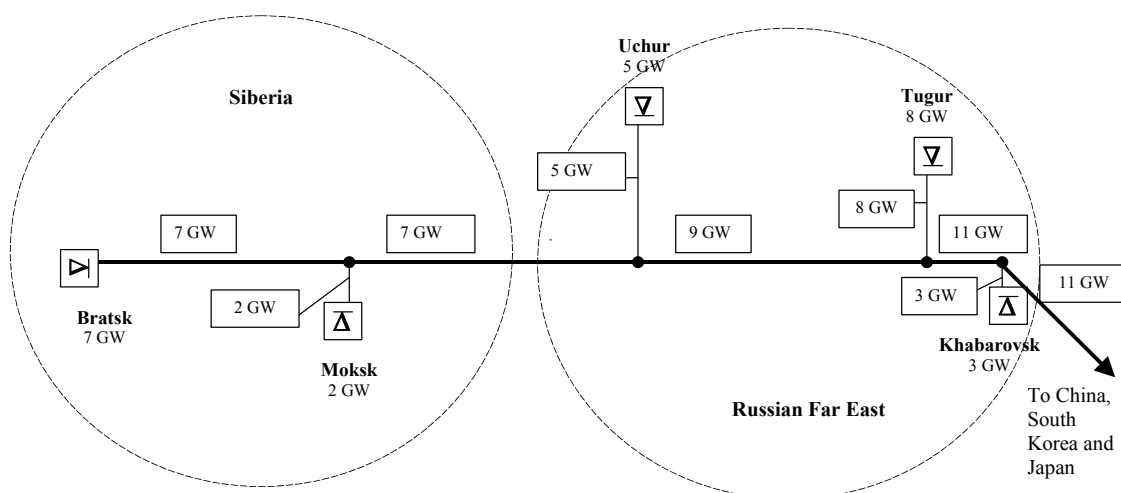 Uchur
5 GW
Siberia
Tugur
8 GW
5 GW
8 GW
7 GW
7 GW
9 GW
11 GW
2 GW
3 GW
11 GW
Bratsk
7 GW
Moksk
2 GW
Khabarovsk
3 GW
Russian Far East
To China,
South
Korea and
Japan